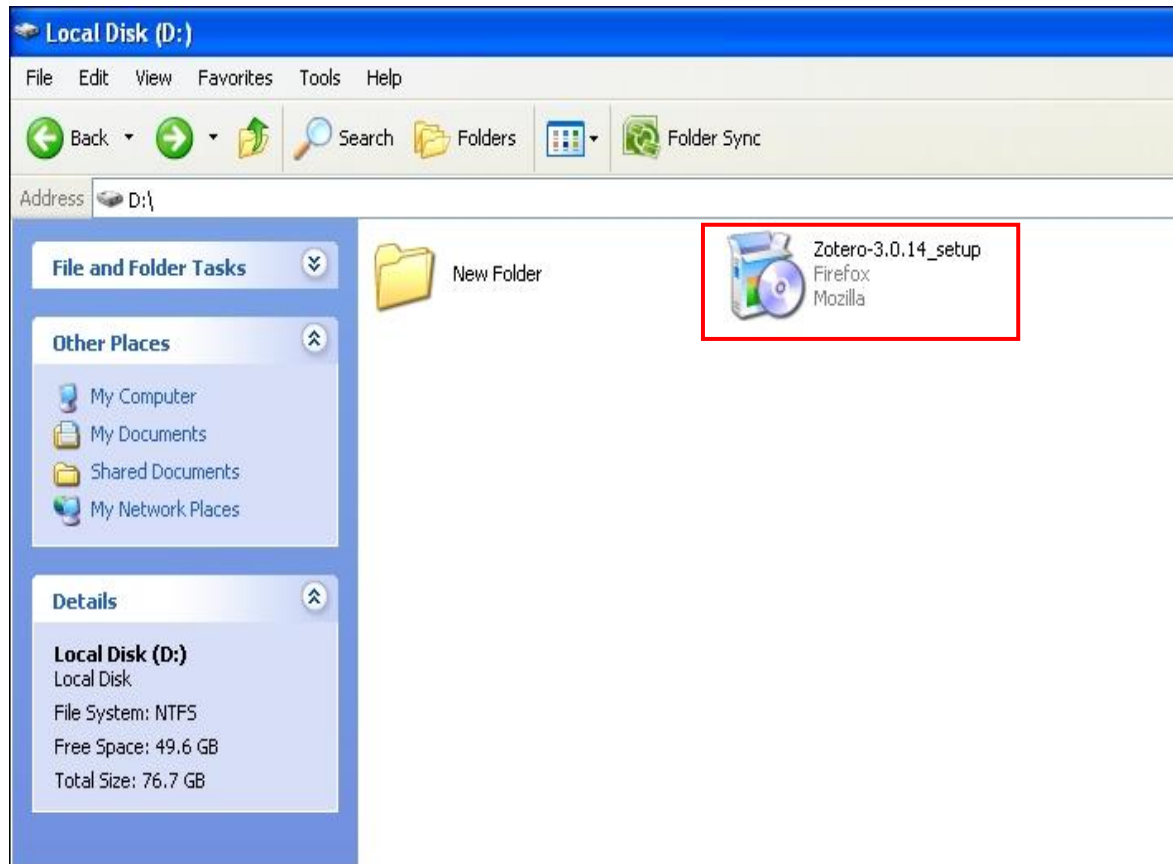 Local Disk (D:)
File Edit View Favorites Tools Help
Back Search Folders Folder Sync
Address D:\
File and Folder Tasks
Other Places
My Computer
My Documents
Shared Documents
My Network Places
Details
Local Disk (D:)
Local Disk
File System: NTFS
Free Space: 49.6 GB
Total Size: 76.7 GB
New Folder
Zotero-3.0.14_setup
Firefox
Mozilla